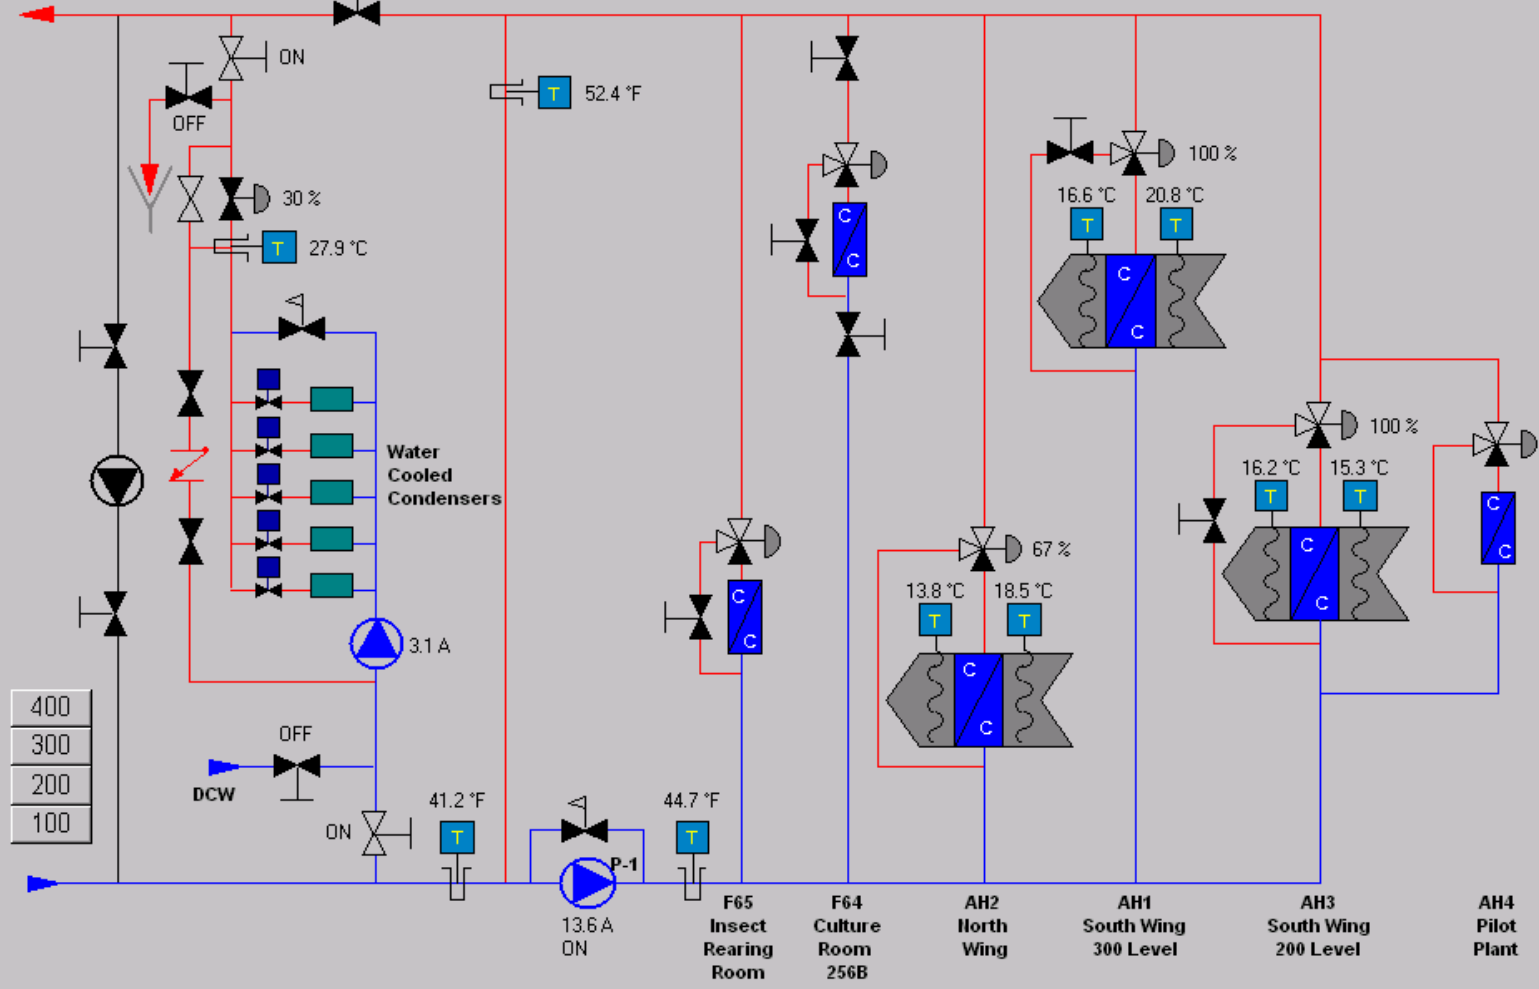 ON
OFF
T 52.4 °F
30 %
T 27.9 °C
100 %
16.6 °C 20.8 °C
T T
C
C
C
C
100 %
16.2 °C 15.3 °C
T T
C
C
C
C
Water
Cooled
Condensers
67 %
13.8 °C 18.5 °C
T T
C
C
C
C
3.1 A
400
300
200
100
OFF
DCW
ON
41.2 °F
T
44.7 °F
T
P-1
13.6 A
ON
F65
Insect
Rearing
Room
F64
Culture
Room
256B
AH2
North
Wing
AH1
South Wing
300 Level
AH3
South Wing
200 Level
AH4
Pilot
Plant